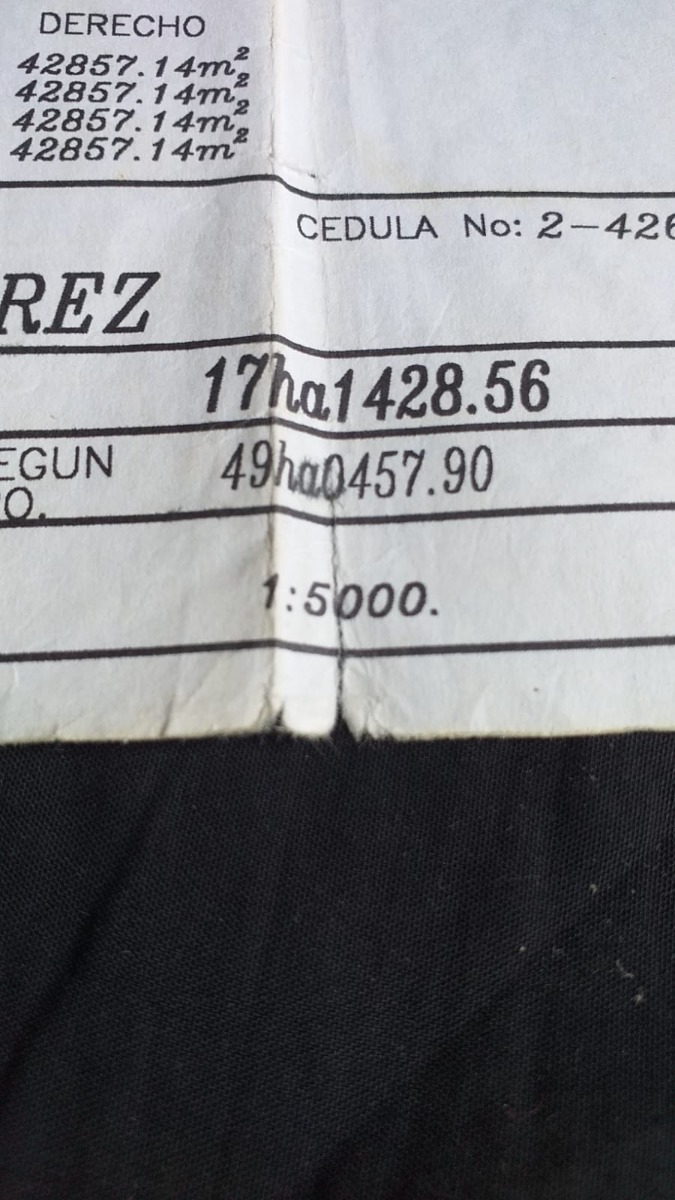 DERECHO
42857.14m²
42857.14m²
42857.14m²
42857.14m²
CEDULA No: 2-426
REZ
17ha1428.56
EGUN 49ha0457.90
O.
1:5000.